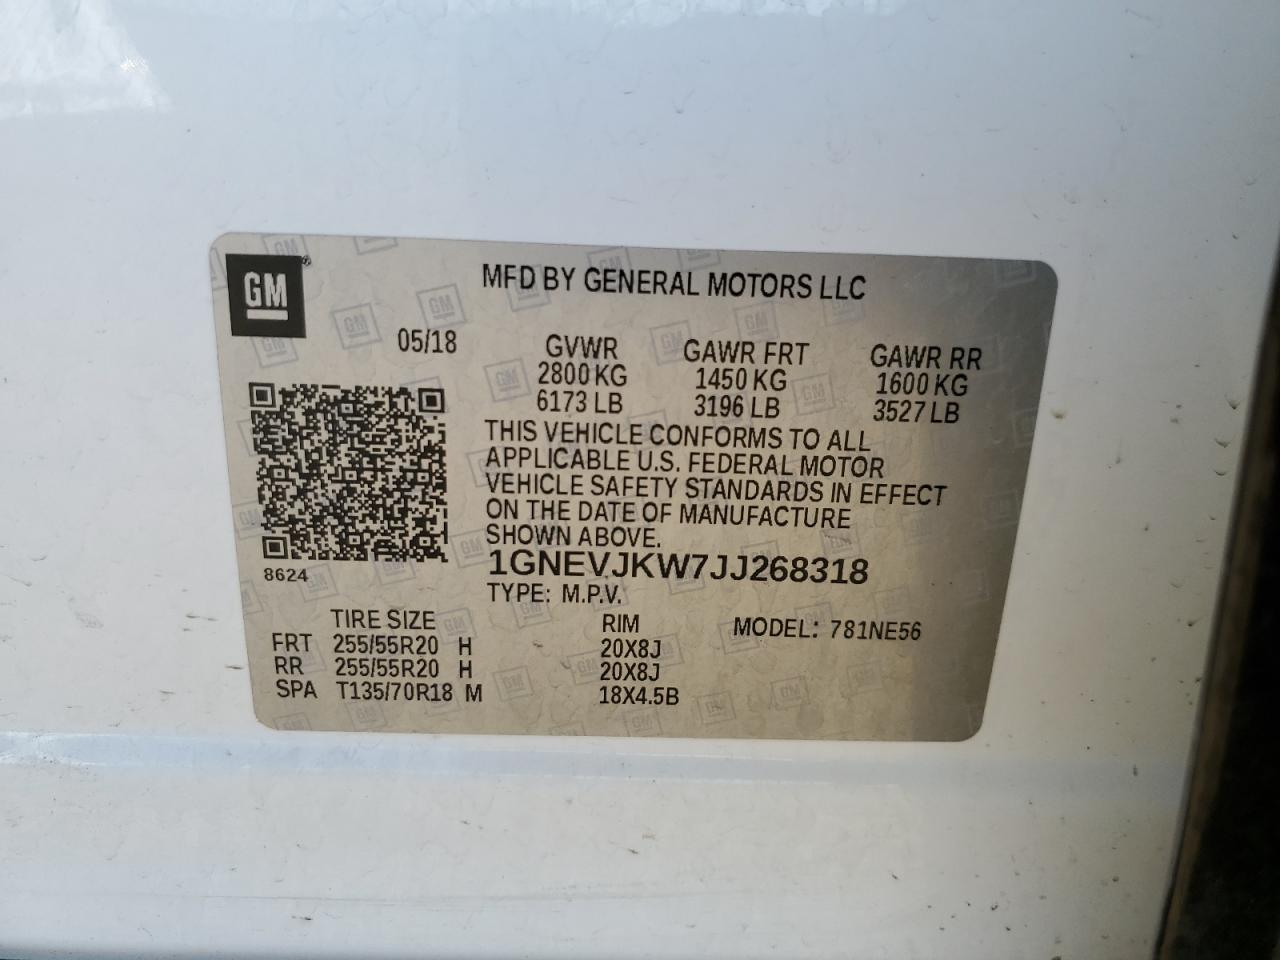 GM
MFD BY GENERAL MOTORS LLC
05/18
GVWR GAWR FRT GAWR RR
2800 KG 1450 KG 1600 KG
6173 LB 3196 LB 3527 LB
THIS VEHICLE CONFORMS TO ALL
APPLICABLE U.S. FEDERAL MOTOR
VEHICLE SAFETY STANDARDS IN EFFECT
ON THE DATE OF MANUFACTURE
SHOWN ABOVE.
8624
1GNEVJKW7JJ268318
TYPE: M.P.V.
TIRE SIZE RIM MODEL: 781NE56
FRT 255/55R20 H 20X8J
RR 255/55R20 H 20X8J
SPA T135/70R18 M 18X4.5B